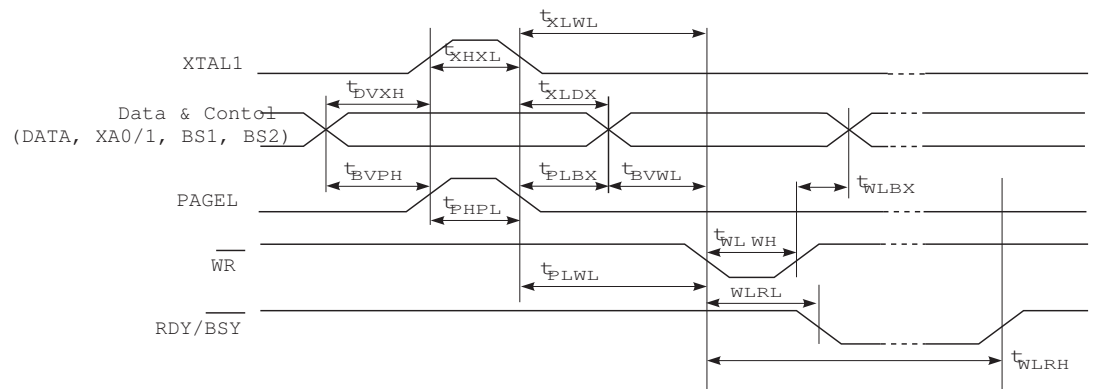 tXLWL
XTAL1
tXHXL
tDVXH
tXLDX
Data & Contol
(DATA, XA0/1, BS1, BS2)
tBVPH
tPLBX
tBVWL
tWLBX
PAGEL
tPHPL
tWL WH
WR
tPLWL
WLRL
RDY/BSY
tWLRH